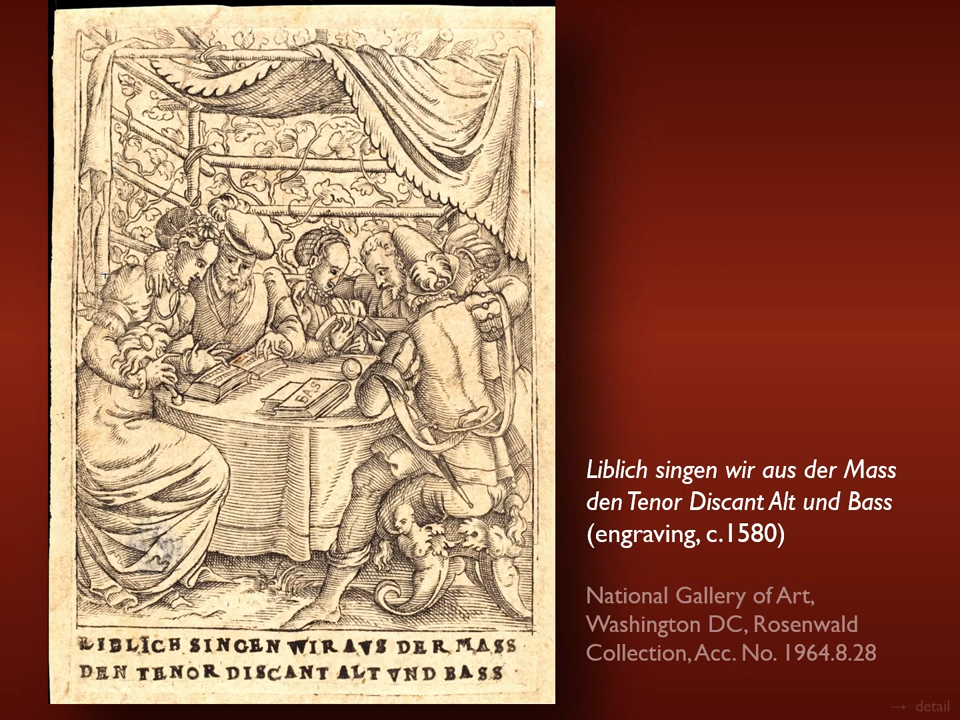 BAS
LIBLICH SINGEN WIR AVS DER MASS
DEN TENOR DISCANT ALT VND BASS
Liblich singen wir aus der Mass
den Tenor Discant Alt und Bass
(engraving, c.1580)
National Gallery of Art,
Washington DC, Rosenwald
Collection, Acc. No. 1964.8.28
→ detail